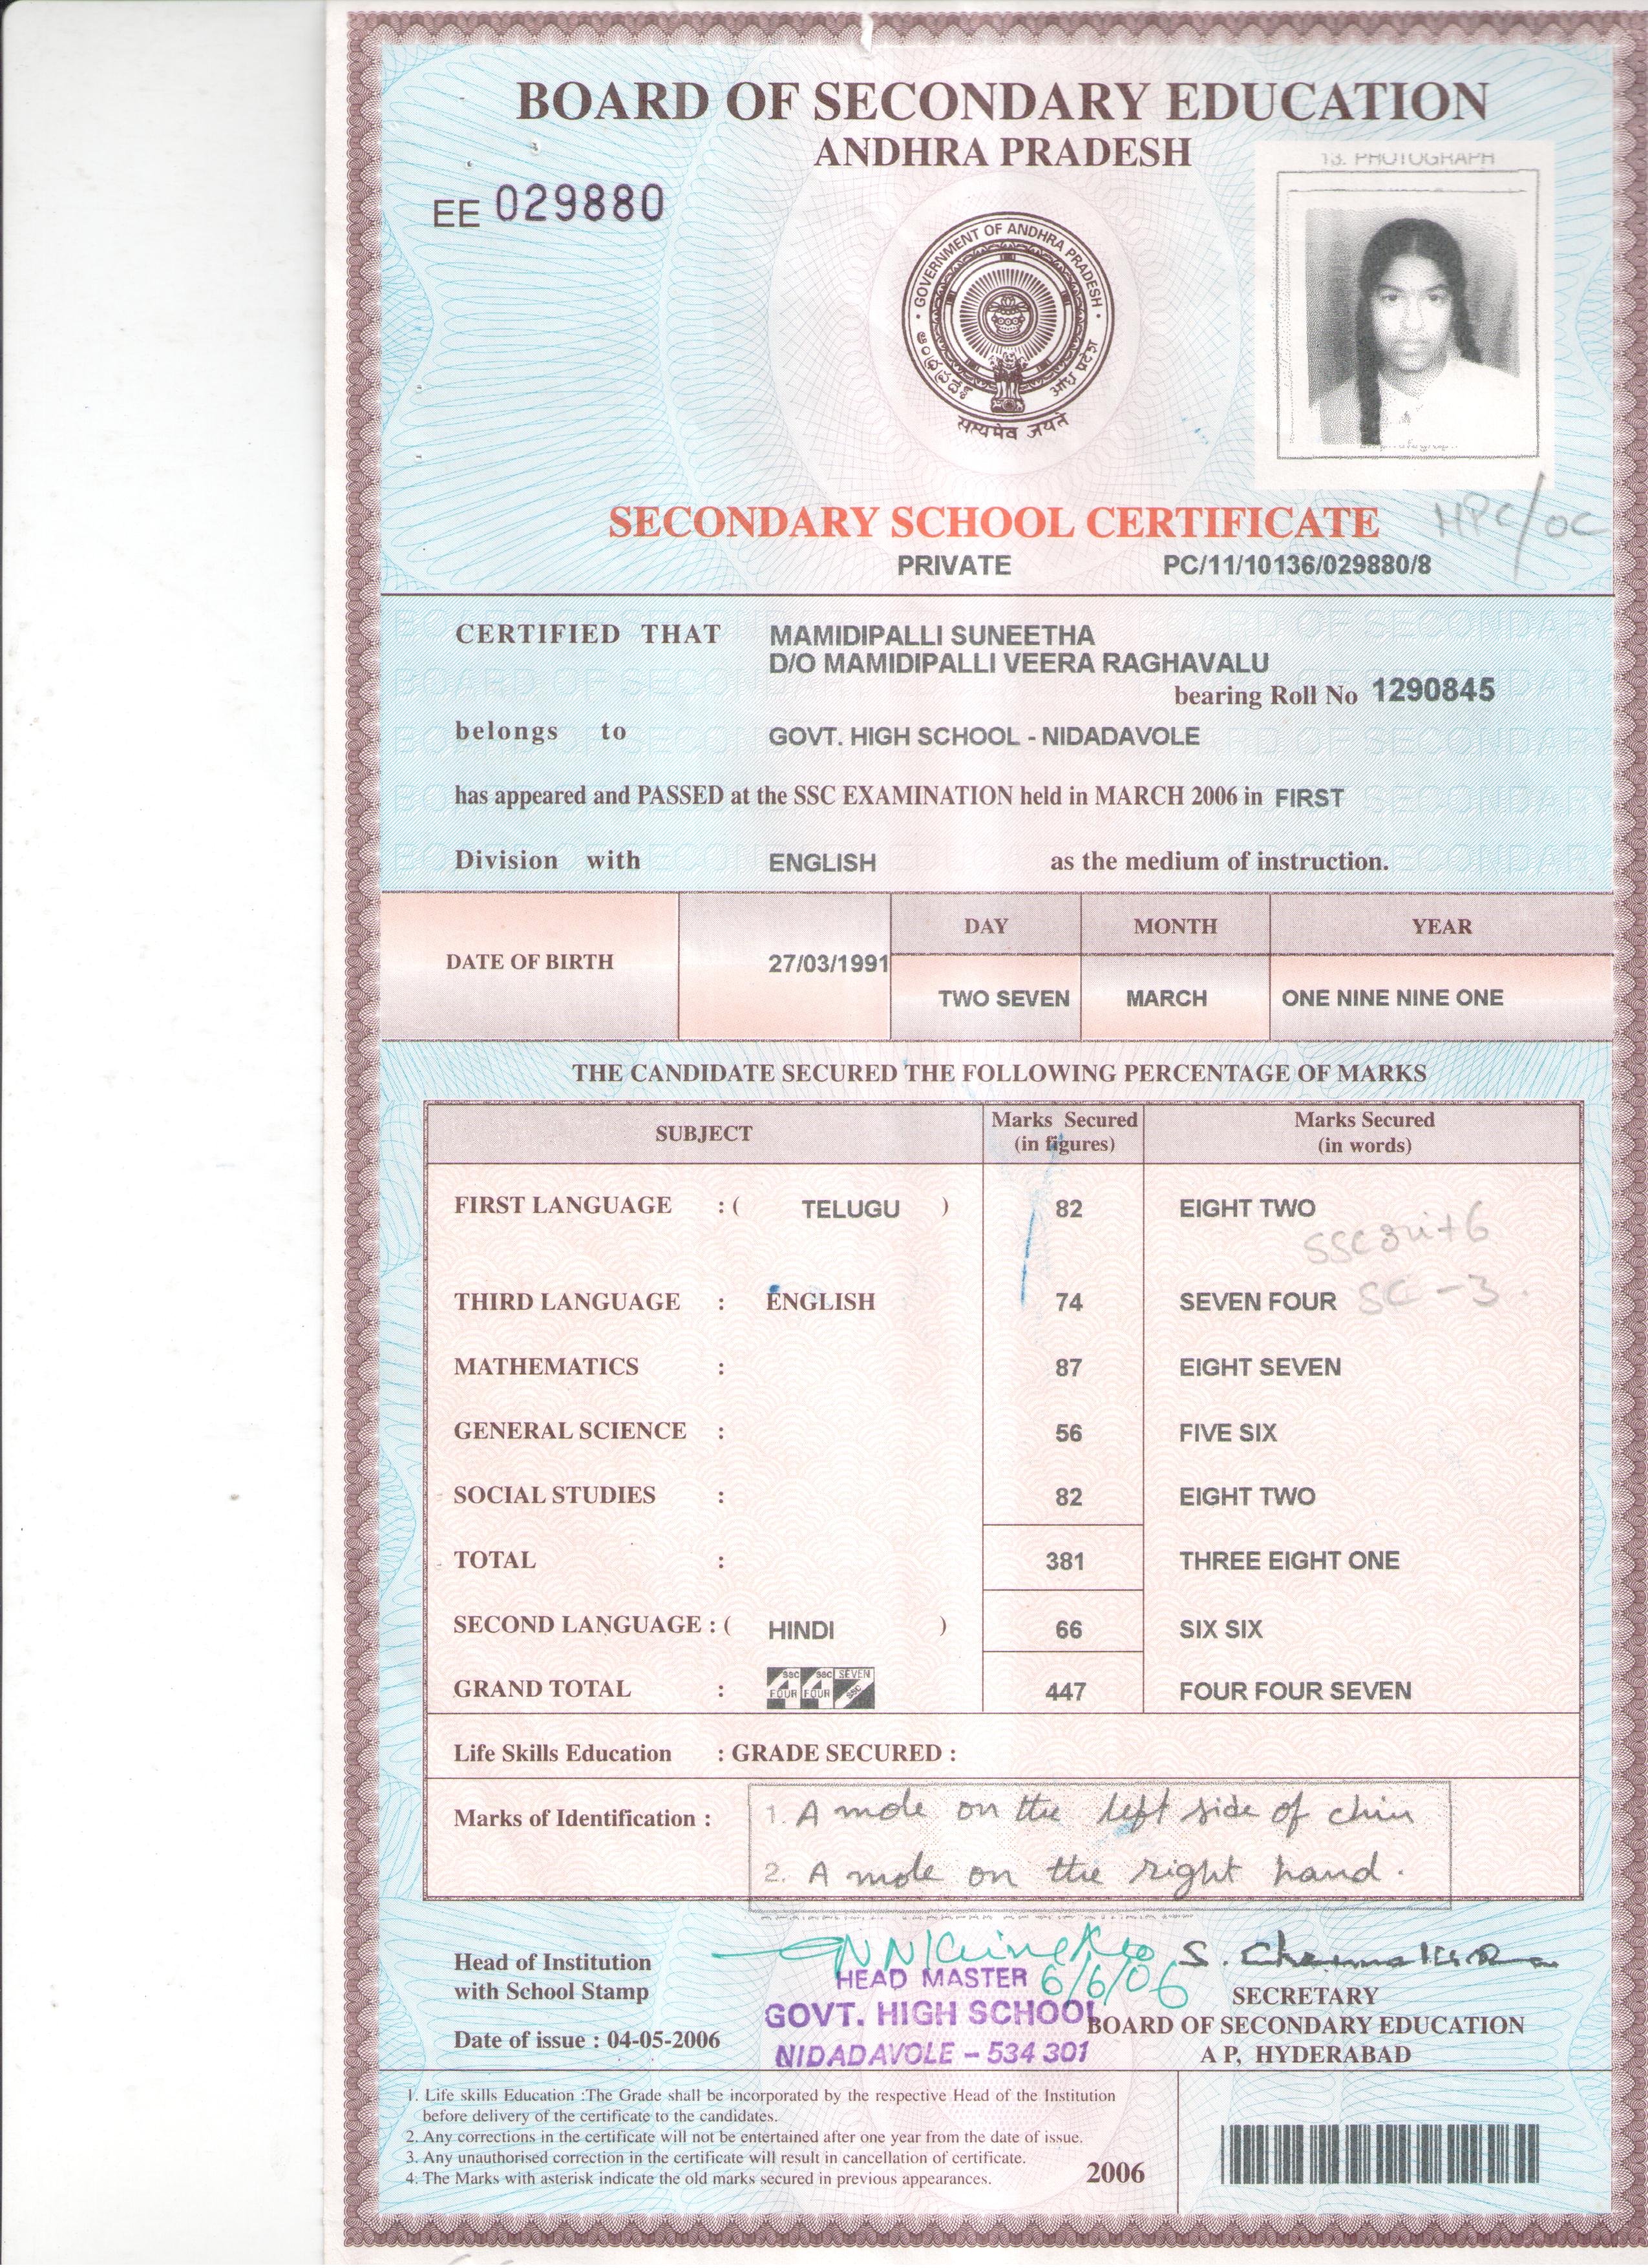 BOARD OF SECONDARY EDUCATION
ANDHRA PRADESH
EE 029880
13. PHOTOGRAPH
GOVERNMENT OF ANDHRA PRADESH
ఆంధ్రప్రదేశ్
आंध्र प्रदेश
सत्यमेव जयते
SECONDARY SCHOOL CERTIFICATE
HPC/OC
PRIVATE PC/11/10136/029880/8
CERTIFIED THAT MAMIDIPALLI SUNEETHA
D/O MAMIDIPALLI VEERA RAGHAVALU
bearing Roll No 1290845
belongs to GOVT. HIGH SCHOOL - NIDADAVOLE
has appeared and PASSED at the SSC EXAMINATION held in MARCH 2006 in FIRST
Division with ENGLISH as the medium of instruction.
DATE OF BIRTH 27/03/1991
DAY MONTH YEAR
TWO SEVEN MARCH ONE NINE NINE ONE
THE CANDIDATE SECURED THE FOLLOWING PERCENTAGE OF MARKS
SUBJECT Marks Secured (in figures) Marks Secured (in words)
FIRST LANGUAGE : ( TELUGU ) 82 EIGHT TWO
THIRD LANGUAGE : ENGLISH 74 SEVEN FOUR SC - 3
MATHEMATICS : 87 EIGHT SEVEN
GENERAL SCIENCE : 56 FIVE SIX
SOCIAL STUDIES : 82 EIGHT TWO
TOTAL : 381 THREE EIGHT ONE
SECOND LANGUAGE : ( HINDI ) 66 SIX SIX
GRAND TOTAL : SSC FOUR SSC FOUR SEVEN SSC 447 FOUR FOUR SEVEN
Life Skills Education : GRADE SECURED :
Marks of Identification : 1. A mole on the left side of chin
2. A mole on the right hand.
Head of Institution
with School Stamp
HEAD MASTER 6/6/06
GOVT. HIGH SCHOOL
NIDADAVOLE - 534 301
Date of issue : 04-05-2006
SECRETARY
BOARD OF SECONDARY EDUCATION
A P, HYDERABAD
1. Life skills Education :The Grade shall be incorporated by the respective Head of the Institution
before delivery of the certificate to the candidates.
2. Any corrections in the certificate will not be entertained after one year from the date of issue.
3. Any unauthorised correction in the certificate will result in cancellation of certificate.
4. The Marks with asterisk indicate the old marks secured in previous appearances.
2006